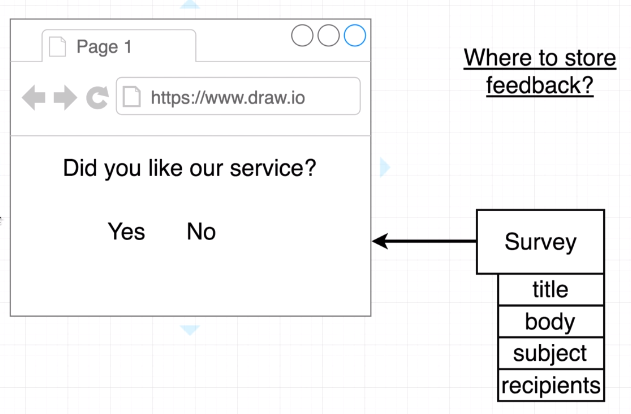 Page 1
https://www.draw.io
Where to store
feedback?
Did you like our service?
Yes No
Survey
title
body
subject
recipients